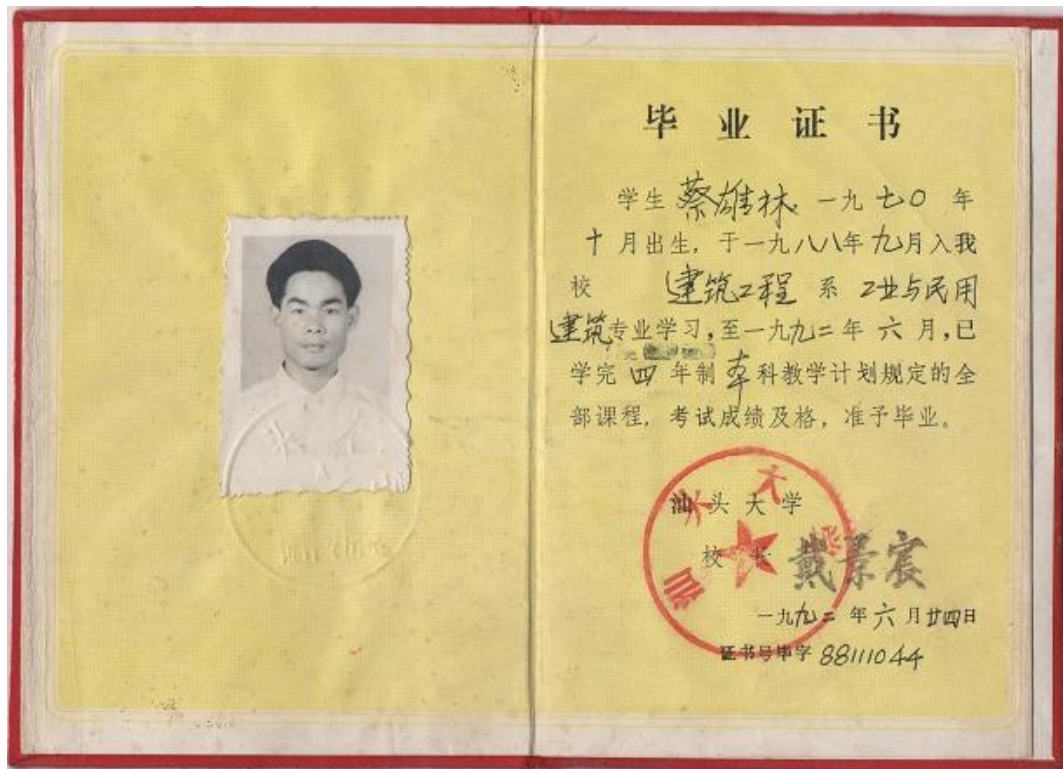 毕业证书
学生 蔡雄林 一九七〇年
十月出生，于一九八八年九月入我
校 建筑工程 系 工业与民用
建筑专业学习，至一九九二年六月，已
学完四年制本科教学计划规定的全
部课程，考试成绩及格，准予毕业。
汕头大学
校长 戴景宸
一九九二年六月廿四日
证书号毕字 88111044